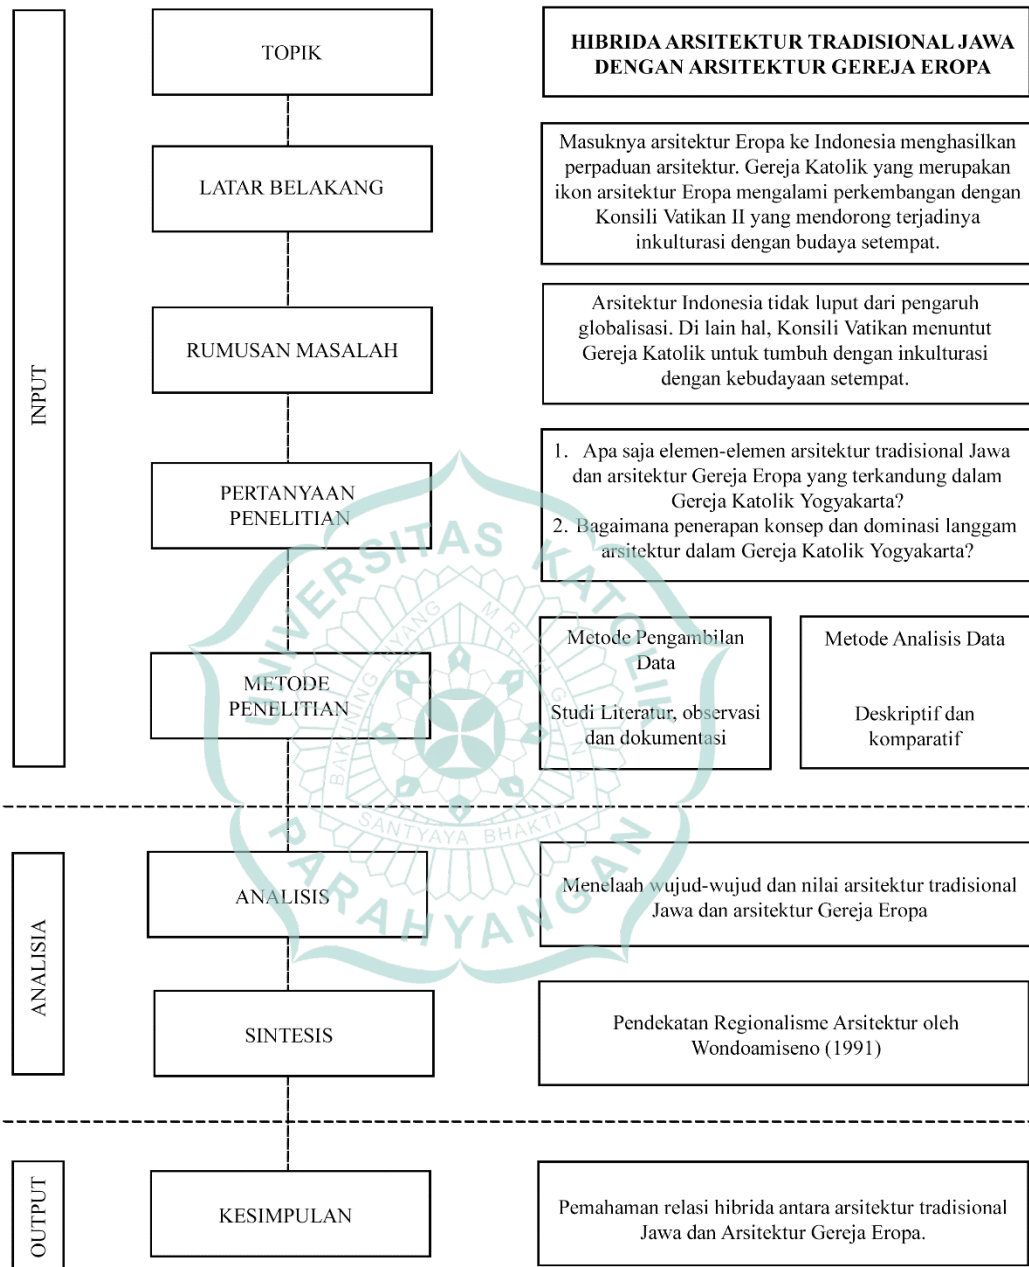 INPUT
TOPIK
HIBRIDA ARSITEKTUR TRADISIONAL JAWA
DENGAN ARSITEKTUR GEREJA EROPA
LATAR BELAKANG
Masuknya arsitektur Eropa ke Indonesia menghasilkan
perpaduan arsitektur. Gereja Katolik yang merupakan
ikon arsitektur Eropa mengalami perkembangan dengan
Konsili Vatikan II yang mendorong terjadinya
inkulturasi dengan budaya setempat.
RUMUSAN MASALAH
Arsitektur Indonesia tidak luput dari pengaruh
globalisasi. Di lain hal, Konsili Vatikan menuntut
Gereja Katolik untuk tumbuh dengan inkulturasi
dengan kebudayaan setempat.
PERTANYAAN
PENELITIAN
1. Apa saja elemen-elemen arsitektur tradisional Jawa
dan arsitektur Gereja Eropa yang terkandung dalam
Gereja Katolik Yogyakarta?
2. Bagaimana penerapan konsep dan dominasi langgam
arsitektur dalam Gereja Katolik Yogyakarta?
METODE
PENELITIAN
Metode Pengambilan
Data
Studi Literatur, observasi
dan dokumentasi
Metode Analisis Data
Deskriptif dan
komparatif
UNIVERSITAS KATOLIK
PARAHYANGAN
BAKUNING HYANG MRIH GUNA
SANTYAYA BHAKTI
ANALISIA
ANALISIS
Menelaah wujud-wujud dan nilai arsitektur tradisional
Jawa dan arsitektur Gereja Eropa
SINTESIS
Pendekatan Regionalisme Arsitektur oleh
Wondoamiseno (1991)
OUTPUT
KESIMPULAN
Pemahaman relasi hibrida antara arsitektur tradisional
Jawa dan Arsitektur Gereja Eropa.